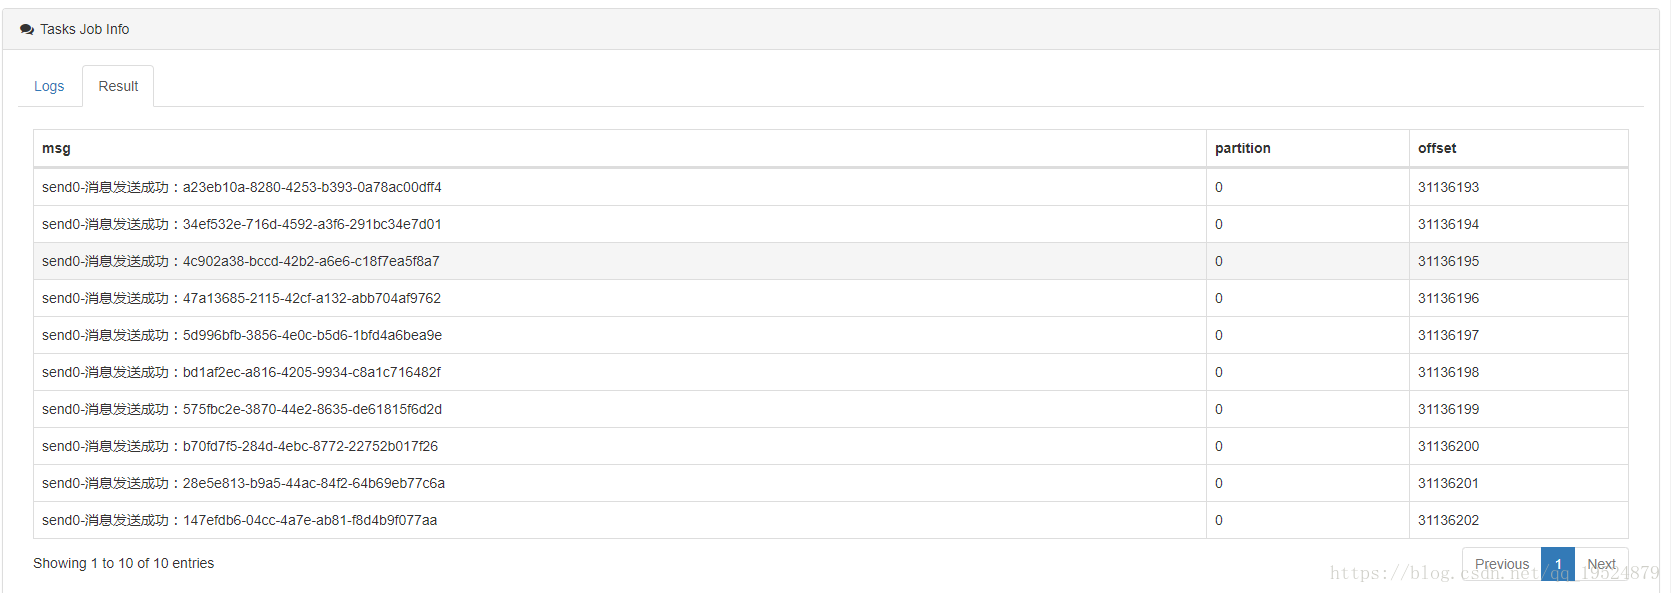 Tasks Job Info
Logs Result
msg partition offset
send0-消息发送成功：a23eb10a-8280-4253-b393-0a78ac00dff4 0 31136193
send0-消息发送成功：34ef532e-716d-4592-a3f6-291bc34e7d01 0 31136194
send0-消息发送成功：4c902a38-bccd-42b2-a6e6-c18f7ea5f8a7 0 31136195
send0-消息发送成功：47a13685-2115-42cf-a132-abb704af9762 0 31136196
send0-消息发送成功：5d996bfb-3856-4e0c-b5d6-1bfd4a6bea9e 0 31136197
send0-消息发送成功：bd1af2ec-a816-4205-9934-c8a1c716482f 0 31136198
send0-消息发送成功：575fbc2e-3870-44e2-8635-de61815f6d2d 0 31136199
send0-消息发送成功：b70fd7f5-284d-4ebc-8772-22752b017f26 0 31136200
send0-消息发送成功：28e5e813-b9a5-44ac-84f2-64b69eb77c6a 0 31136201
send0-消息发送成功：147efdb6-04cc-4a7e-ab81-f8d4b9f077aa 0 31136202
Showing 1 to 10 of 10 entries Previous 1 Next
https://blog.csdn.net/qq_19524879